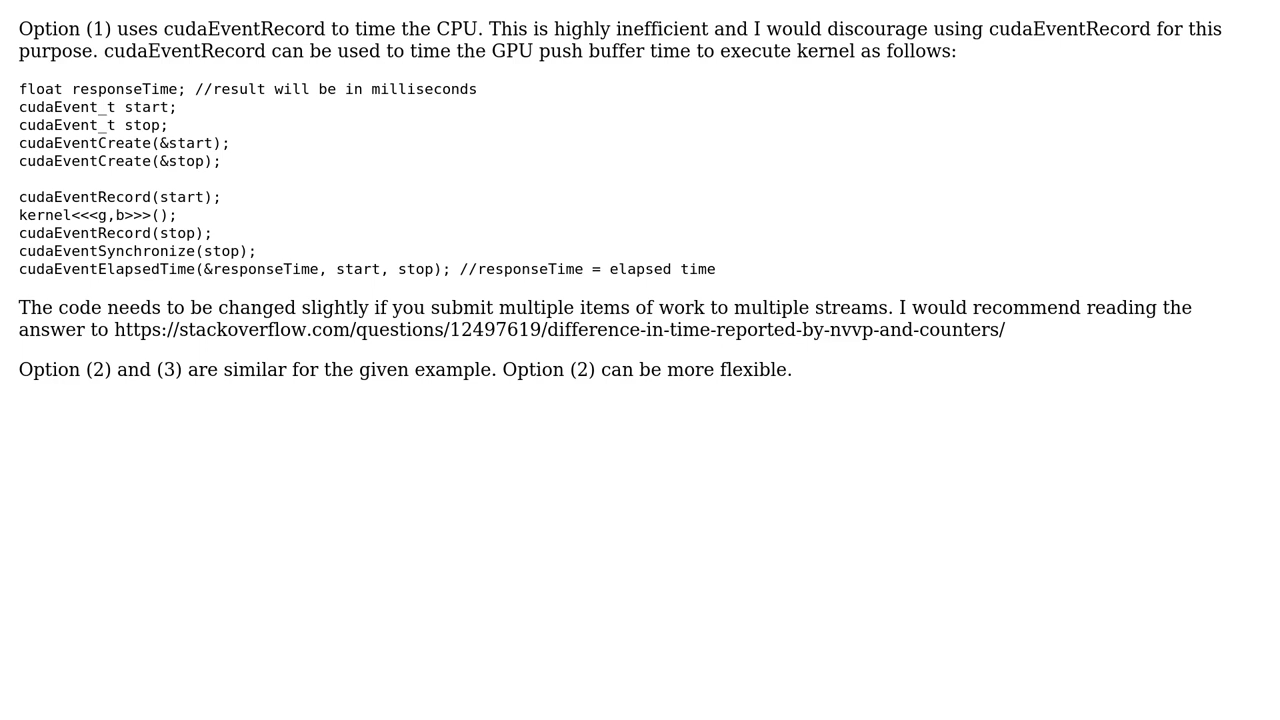 Option (1) uses cudaEventRecord to time the CPU. This is highly inefficient and I would discourage using cudaEventRecord for this
purpose. cudaEventRecord can be used to time the GPU push buffer time to execute kernel as follows:
float responseTime; //result will be in milliseconds
cudaEvent_t start;
cudaEvent_t stop;
cudaEventCreate(&start);
cudaEventCreate(&stop);
cudaEventRecord(start);
kernel<<<g,b>>>();
cudaEventRecord(stop);
cudaEventSynchronize(stop);
cudaEventElapsedTime(&responseTime, start, stop); //responseTime = elapsed time
The code needs to be changed slightly if you submit multiple items of work to multiple streams. I would recommend reading the
answer to https://stackoverflow.com/questions/12497619/difference-in-time-reported-by-nvvp-and-counters/
Option (2) and (3) are similar for the given example. Option (2) can be more flexible.